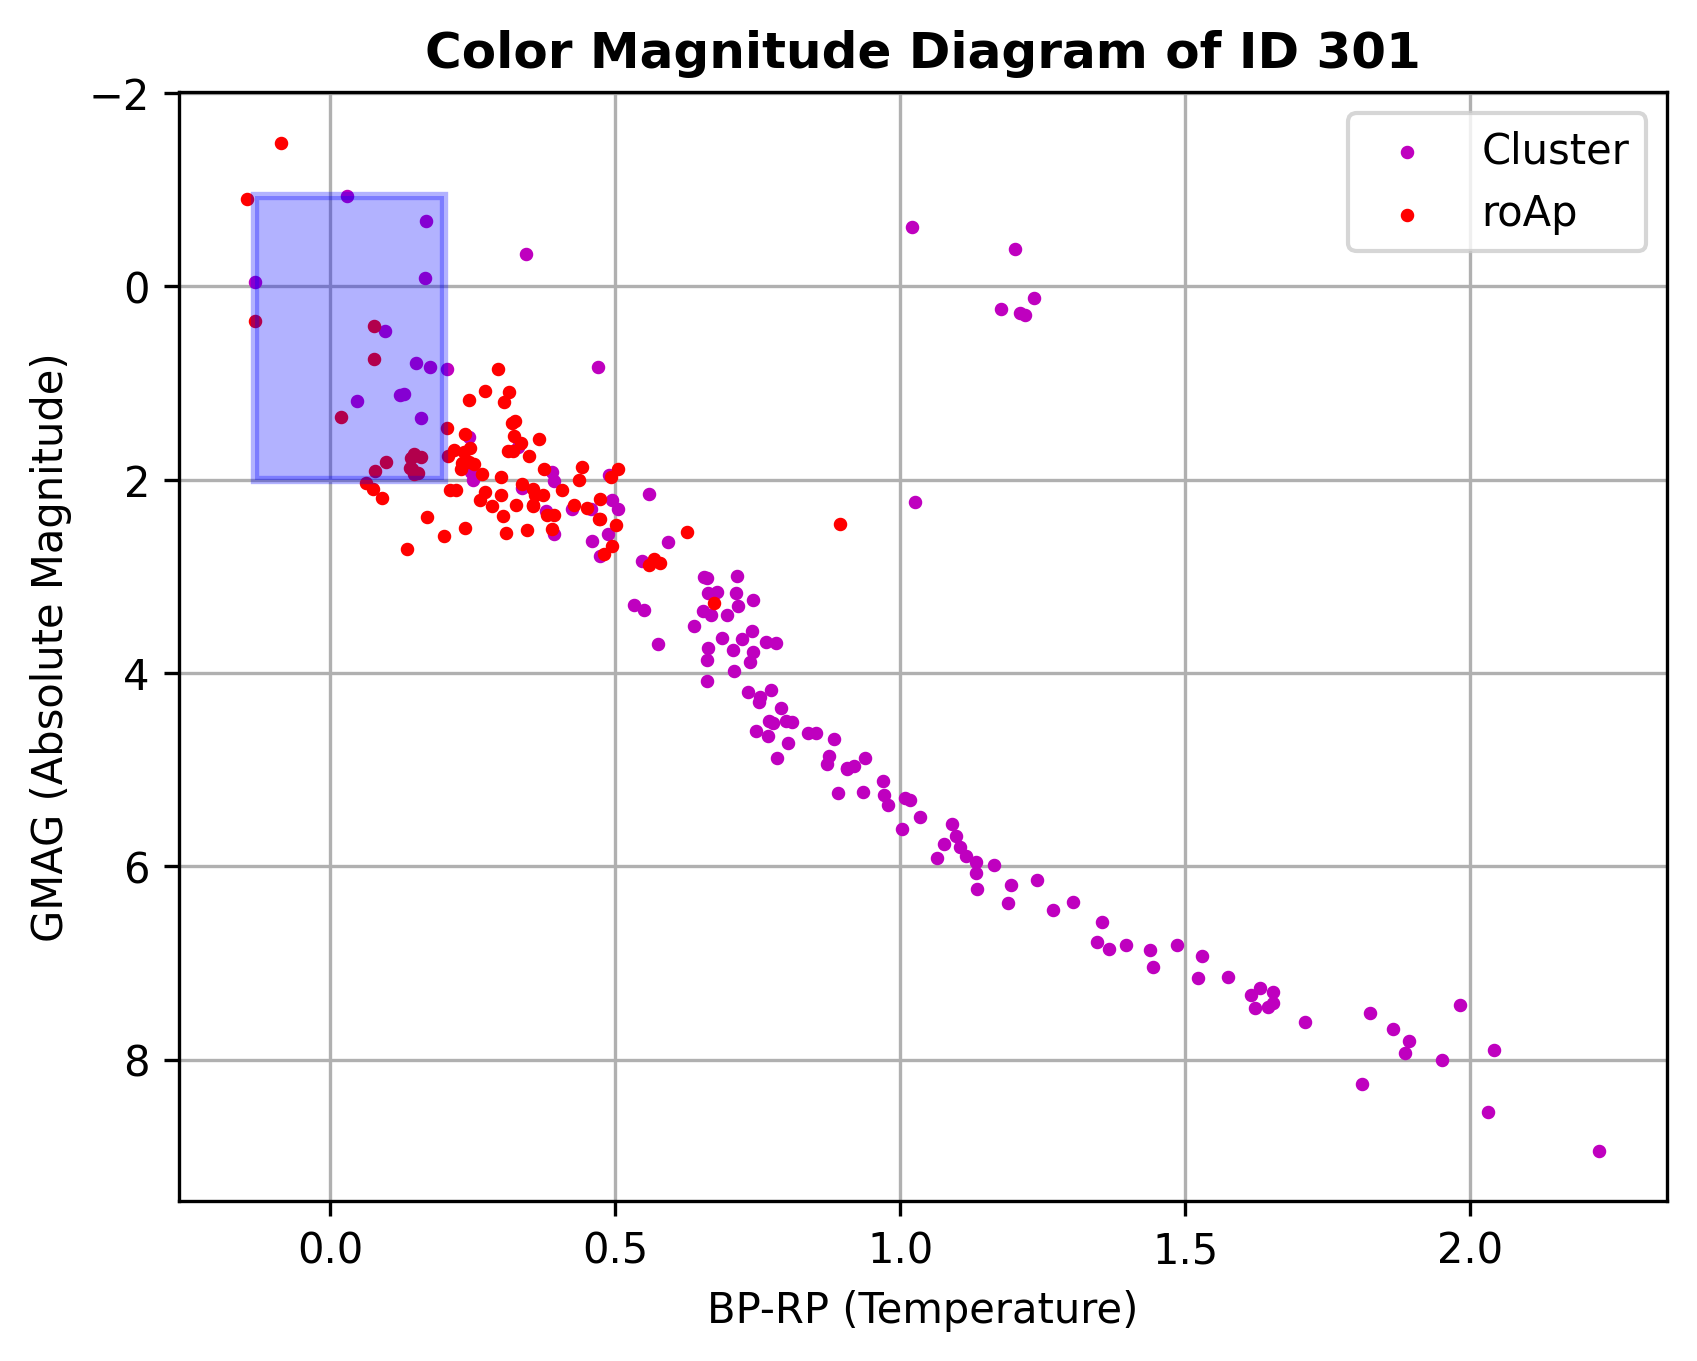 Color Magnitude Diagram of ID 301
−2
0
2
4
6
8
GMAG (Absolute Magnitude)
Cluster
roAp
0.0 0.5 1.0 1.5 2.0
BP-RP (Temperature)